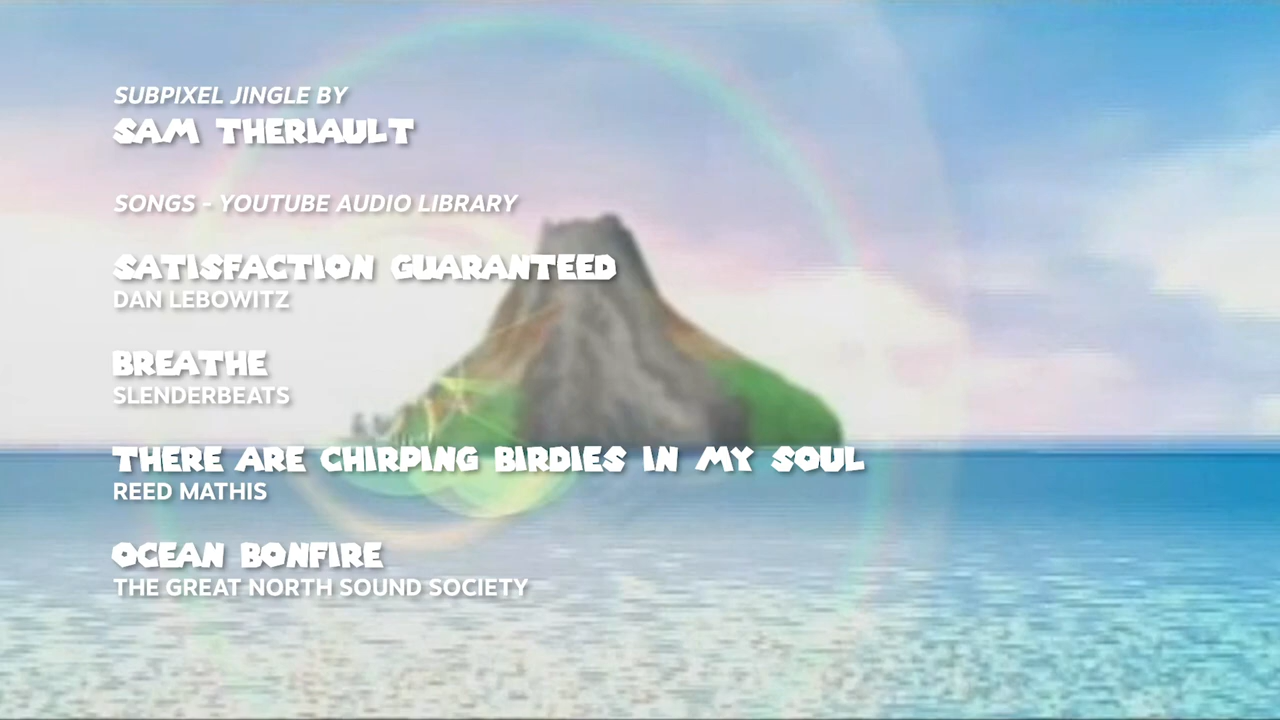 SUBPIXEL JINGLE BY
SAM THERIAULT
SONGS - YOUTUBE AUDIO LIBRARY
SATISFACTION GUARANTEED
DAN LEBOWITZ
BREATHE
SLENDERBEATS
THERE ARE CHIRPING BIRDIES IN MY SOUL
REED MATHIS
OCEAN BONFIRE
THE GREAT NORTH SOUND SOCIETY